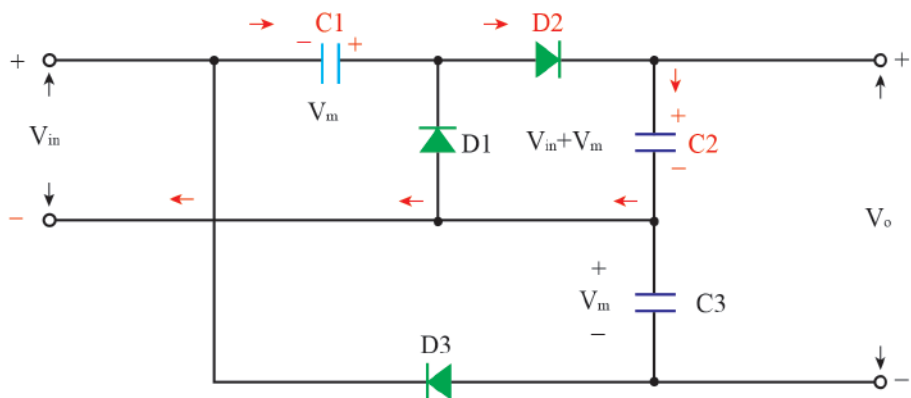 C1 D2
+ − + +
V_m
V_in D1 V_in+V_m + C2
− −
V_o
+
V_m C3
−
D3 −